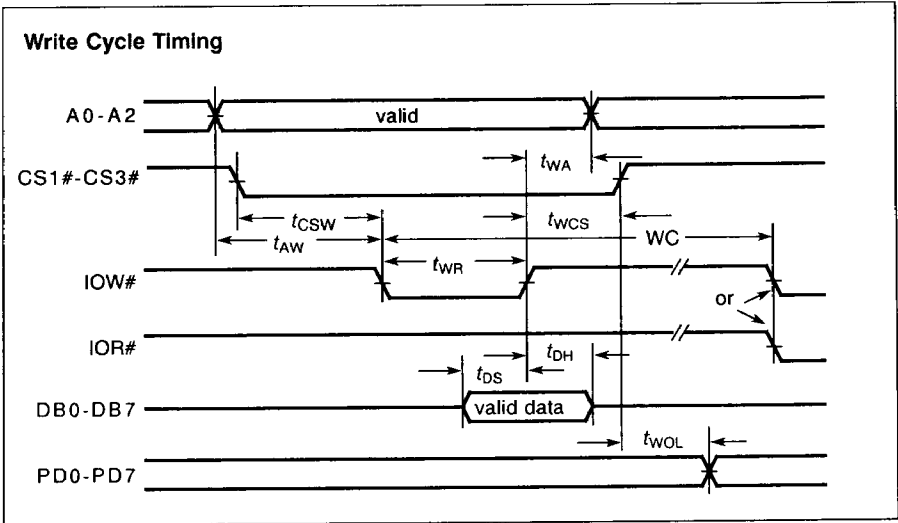 Write Cycle Timing
A0-A2
valid
tWA
CS1#-CS3#
tCSW
tWCS
tAW
WC
tWR
IOW#
or
IOR#
tDH
tDS
DB0-DB7
valid data
tWOL
PD0-PD7